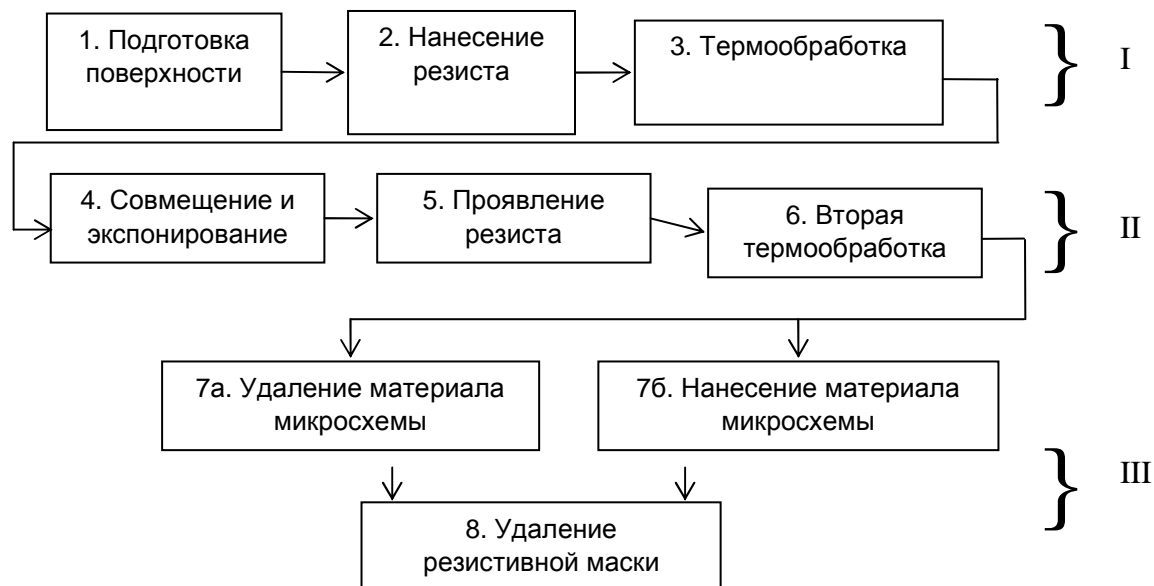 1. Подготовка
поверхности
2. Нанесение
резиста
3. Термообработка
I
4. Совмещение и
экспонирование
5. Проявление
резиста
6. Вторая
термообработка
II
7а. Удаление материала
микросхемы
7б. Нанесение материала
микросхемы
III
8. Удаление
резистивной маски